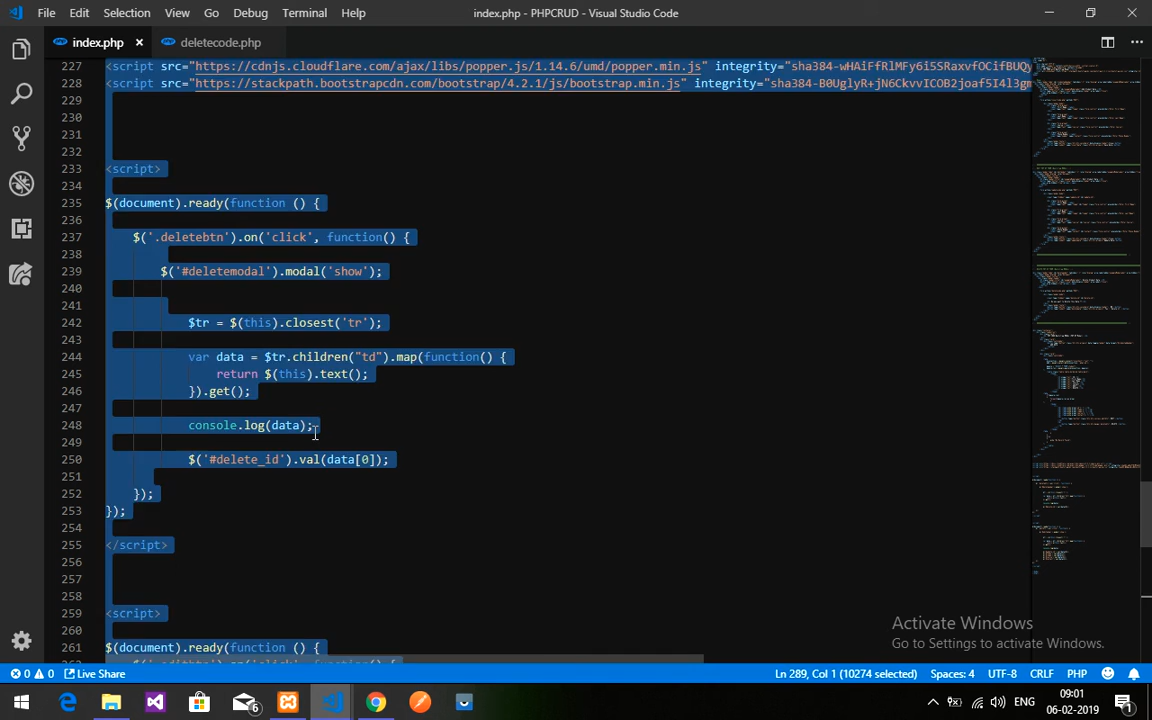 File Edit Selection View Go Debug Terminal Help
index.php - PHPCRUD - Visual Studio Code
index.php
deletecode.php
227 <script src="https://cdnjs.cloudflare.com/ajax/libs/popper.js/1.14.6/umd/popper.min.js" integrity="sha384-wHAiFfRlMFy6i5SRaxvfOCifBUQy
228 <script src="https://stackpath.bootstrapcdn.com/bootstrap/4.2.1/js/bootstrap.min.js" integrity="sha384-B0UglyR+jN6CkvvICOB2joaf5I4l3gm
229
230
231
232
233 <script>
234
235 $(document).ready(function () {
236
237 $('.deletebtn').on('click', function() {
238
239 $('#deletemodal').modal('show');
240
241
242 $tr = $(this).closest('tr');
243
244 var data = $tr.children("td").map(function() {
245 return $(this).text();
246 }).get();
247
248 console.log(data);
249
250 $('#delete_id').val(data[0]);
251
252 });
253 });
254
255 </script>
256
257
258
259 <script>
260
261 $(document).ready(function () {
Activate Windows
Go to Settings to activate Windows.
0 0 Live Share
Ln 289, Col 1 (10274 selected) Spaces: 4 UTF-8 CRLF PHP
6
ENG
09:01
06-02-2019
1